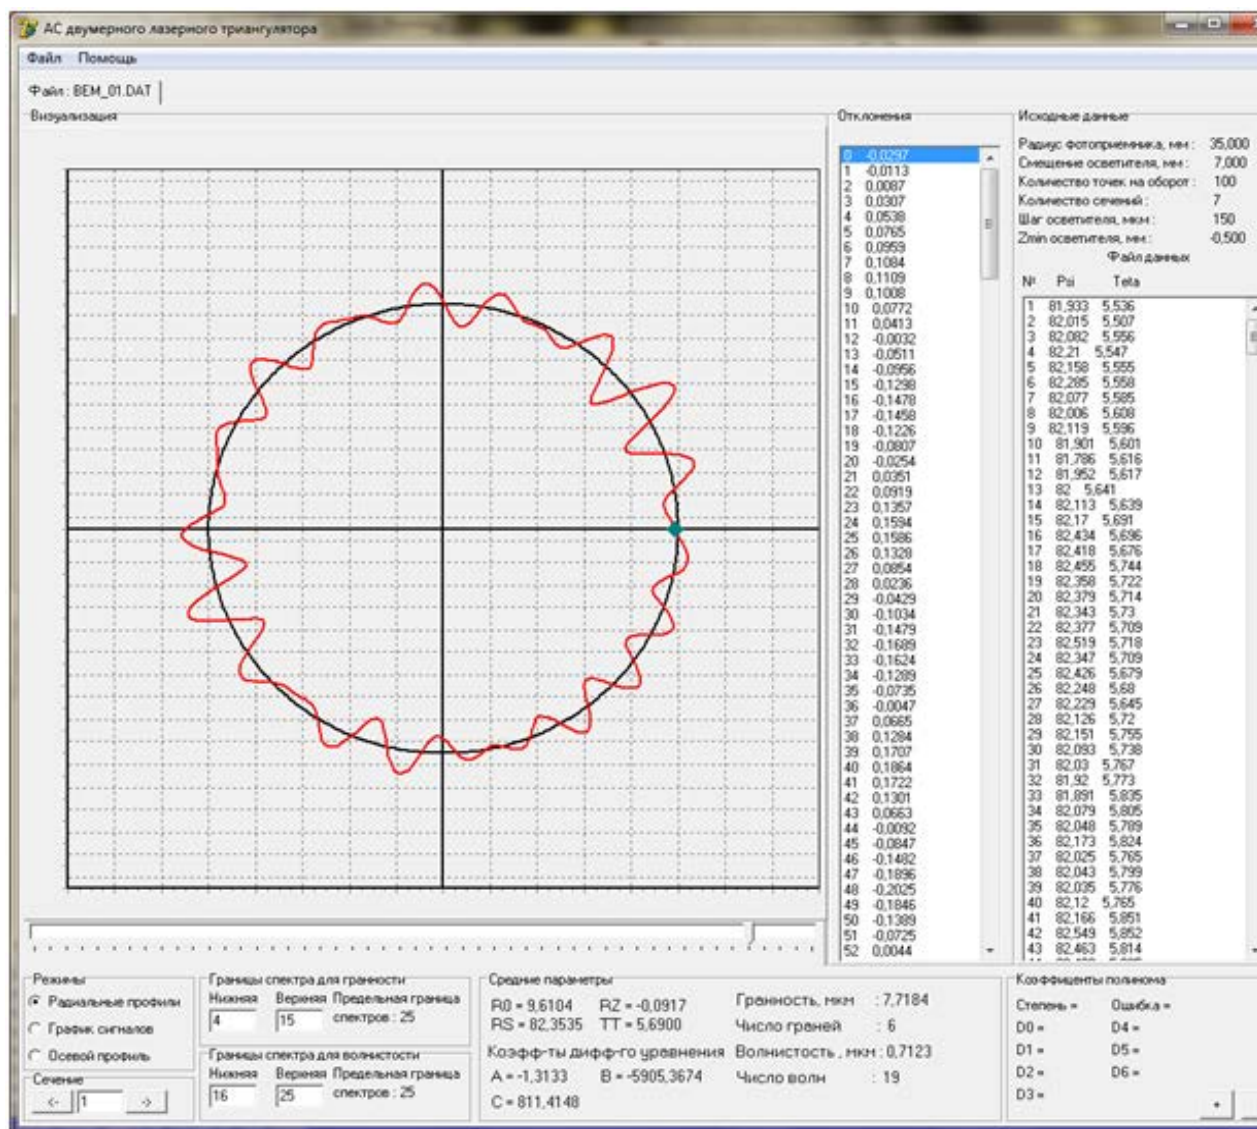 АС двумерного лазерного триангулятора
Файл Помощь
Файл : BEM_01.DAT
Визуализация
Отклонения
0 -0,0297
1 -0,0113
2 0,0087
3 0,0307
4 0,0538
5 0,0765
6 0,0959
7 0,1084
8 0,1109
9 0,1008
10 0,0772
11 0,0413
12 -0,0032
13 -0,0511
14 -0,0956
15 -0,1298
16 -0,1478
17 -0,1458
18 -0,1226
19 -0,0807
20 -0,0254
21 0,0351
22 0,0919
23 0,1357
24 0,1594
25 0,1586
26 0,1328
27 0,0854
28 0,0236
29 -0,0429
30 -0,1034
31 -0,1479
32 -0,1689
33 -0,1624
34 -0,1289
35 -0,0735
36 -0,0047
37 0,0665
38 0,1284
39 0,1707
40 0,1864
41 0,1722
42 0,1301
43 0,0663
44 -0,0092
45 -0,0847
46 -0,1482
47 -0,1896
48 -0,2025
49 -0,1846
50 -0,1389
51 -0,0725
52 0,0044
Исходные данные
Радиус фотоприемника, мм : 35,000
Смещение осветителя, мм : 7,000
Количество точек на оборот : 100
Количество сечений : 7
Шаг осветителя, мкм : 150
Zmin осветителя, мм : -0,500
Файл данных
№ Psi Teta
1 81,933 5,536
2 82,015 5,507
3 82,082 5,556
4 82,21 5,547
5 82,158 5,555
6 82,285 5,558
7 82,077 5,585
8 82,006 5,608
9 82,119 5,596
10 81,901 5,601
11 81,786 5,616
12 81,952 5,617
13 82 5,641
14 82,113 5,639
15 82,17 5,691
16 82,434 5,696
17 82,418 5,676
18 82,455 5,744
19 82,358 5,722
20 82,379 5,714
21 82,343 5,73
22 82,377 5,709
23 82,519 5,718
24 82,347 5,709
25 82,426 5,679
26 82,248 5,68
27 82,229 5,645
28 82,126 5,72
29 82,151 5,755
30 82,093 5,738
31 82,03 5,767
32 81,92 5,773
33 81,891 5,835
34 82,079 5,805
35 82,048 5,789
36 82,173 5,824
37 82,025 5,765
38 82,043 5,799
39 82,035 5,776
40 82,12 5,765
41 82,166 5,851
42 82,549 5,852
43 82,463 5,814
Режимы
Радиальные профили
График сигналов
Осевой профиль
Сечение
<- 1 ->
Границы спектра для гранности
Нижняя Верхняя Предельная граница
4 15 спектров : 25
Границы спектра для волнистости
Нижняя Верхняя Предельная граница
16 25 спектров : 25
Средние параметры
R0 = 9,6104 RZ = -0,0917 Гранность, мкм : 7,7184
RS = 82,3535 TT = 5,6900 Число граней : 6
Коэфф-ты дифф-го уравнения Волнистость , мкм : 0,7123
A = -1,3133 B = -5905,3674 Число волн : 19
C = 811,4148
Коэффиценты полинома
Степень = Ошибка =
D0 = D4 =
D1 = D5 =
D2 = D6 =
D3 =
+